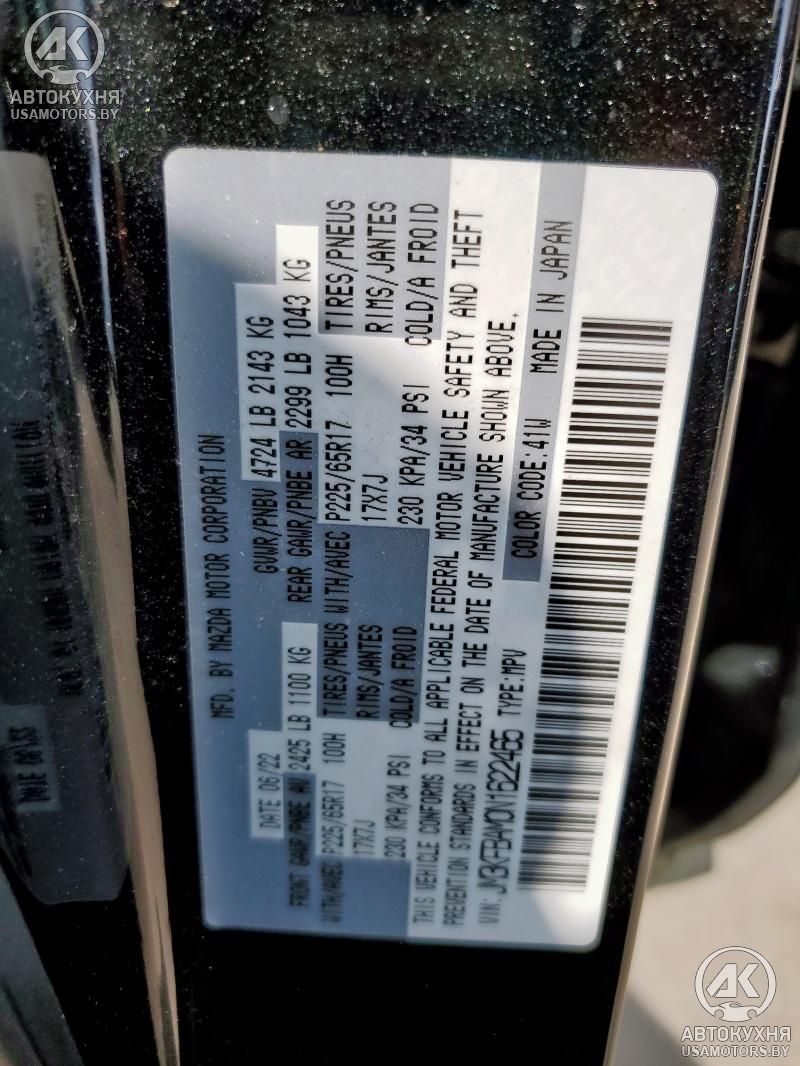 АК
АВТОКУХНЯ
USAMOTORS.BY
MFD. BY MAZDA MOTOR CORPORATION
DATE 06/22 GVWR/PNBV 4724 LB 2143 KG
FRONT GAWR/PNBE AV 2425 LB 1100 KG REAR GAWR/PNBE AR 2299 LB 1043 KG
WITH/AVEC P225/65R17 100H TIRES/PNEUS WITH/AVEC P225/65R17 100H TIRES/PNEUS
17X7J RIMS/JANTES 17X7J RIMS/JANTES
230 KPA/34 PSI COLD/A FROID 230 KPA/34 PSI COLD/A FROID
THIS VEHICLE CONFORMS TO ALL APPLICABLE FEDERAL MOTOR VEHICLE SAFETY AND THEFT
PREVENTION STANDARDS IN EFFECT ON THE DATE OF MANUFACTURE SHOWN ABOVE.
VIN: JM3KFBAM0N1622465 TYPE:MPV COLOR CODE:41W MADE IN JAPAN
АК
АВТОКУХНЯ
USAMOTORS.BY